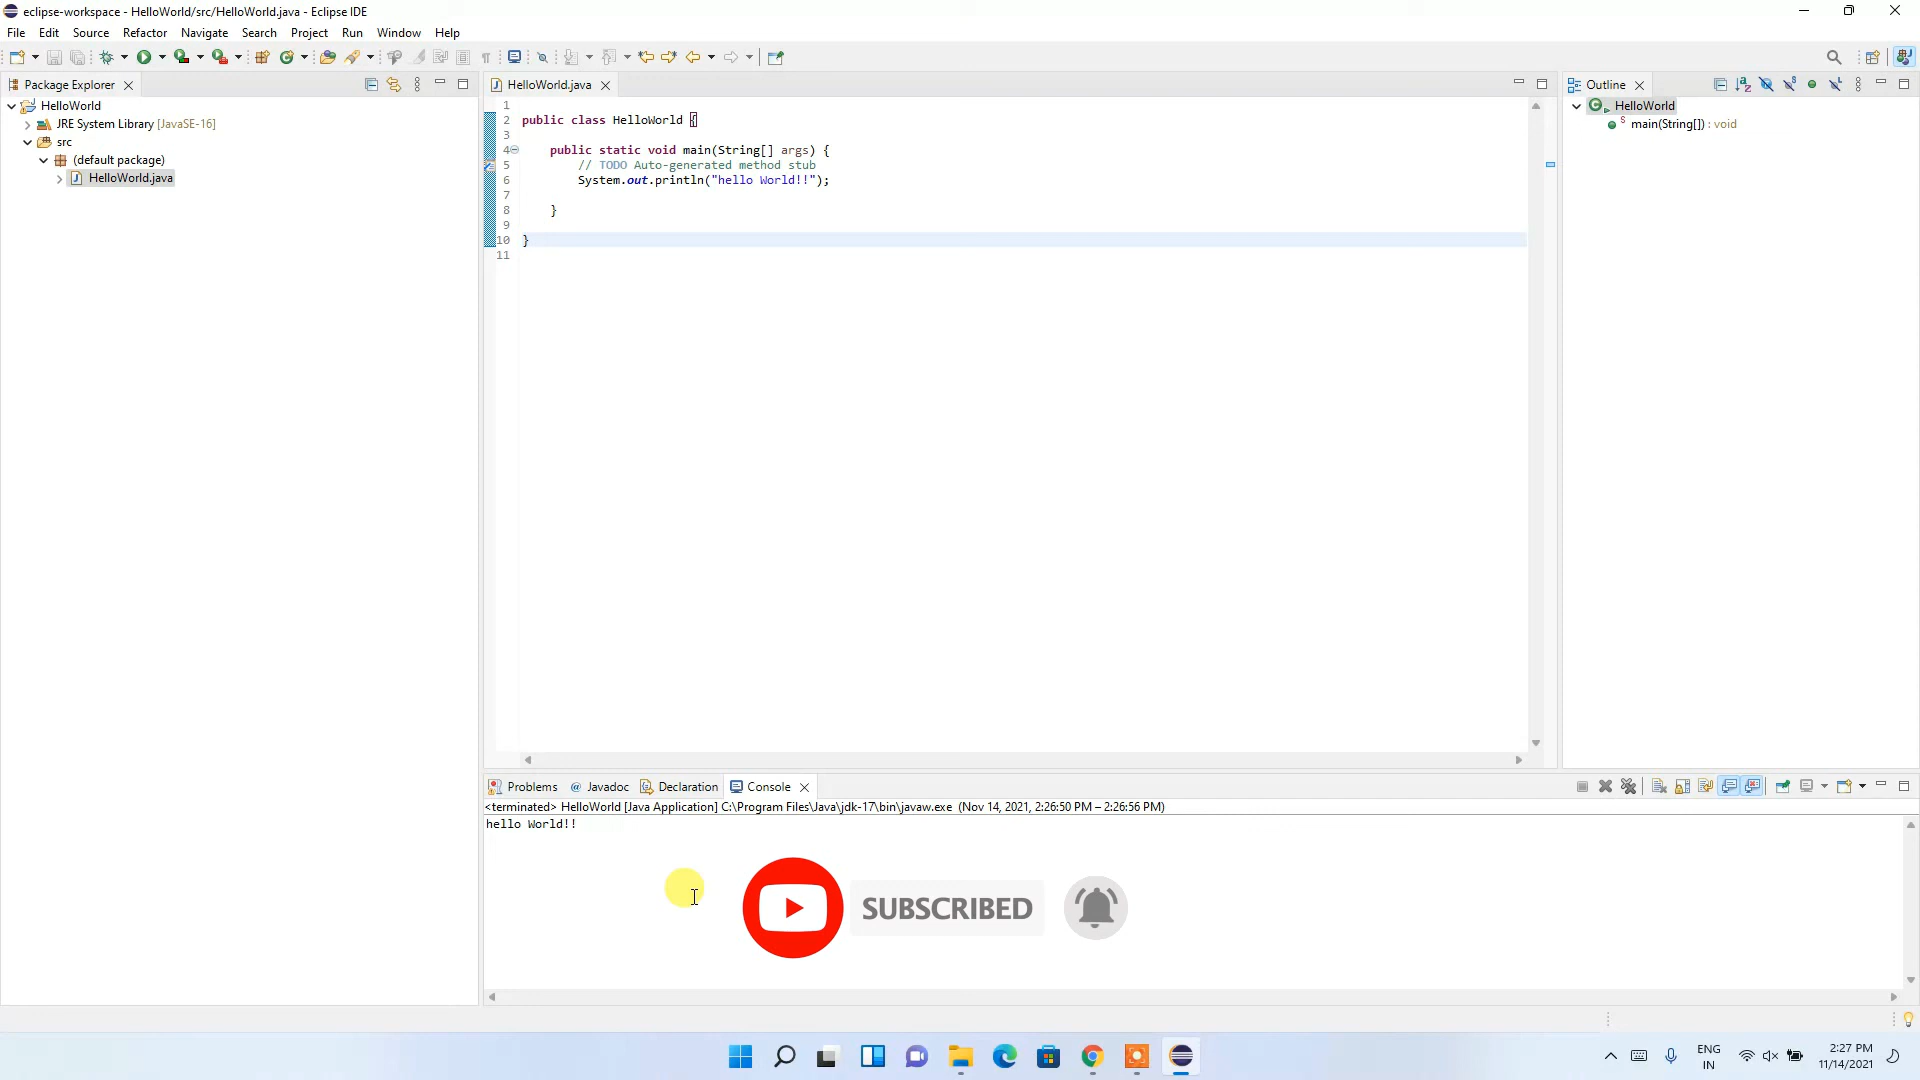 eclipse-workspace - HelloWorld/src/HelloWorld.java - Eclipse IDE
File Edit Source Refactor Navigate Search Project Run Window Help
Package Explorer
HelloWorld
JRE System Library [JavaSE-16]
src
(default package)
HelloWorld.java
HelloWorld.java
1
2 public class HelloWorld {
3
4 public static void main(String[] args) {
5 // TODO Auto-generated method stub
6 System.out.println("hello World!!");
7
8 }
9
10 }
11
Outline
HelloWorld
main(String[]) : void
Problems Javadoc Declaration Console
<terminated> HelloWorld [Java Application] C:\Program Files\Java\jdk-17\bin\javaw.exe (Nov 14, 2021, 2:26:50 PM – 2:26:56 PM)
hello World!!
SUBSCRIBED
ENG
IN
2:27 PM
11/14/2021